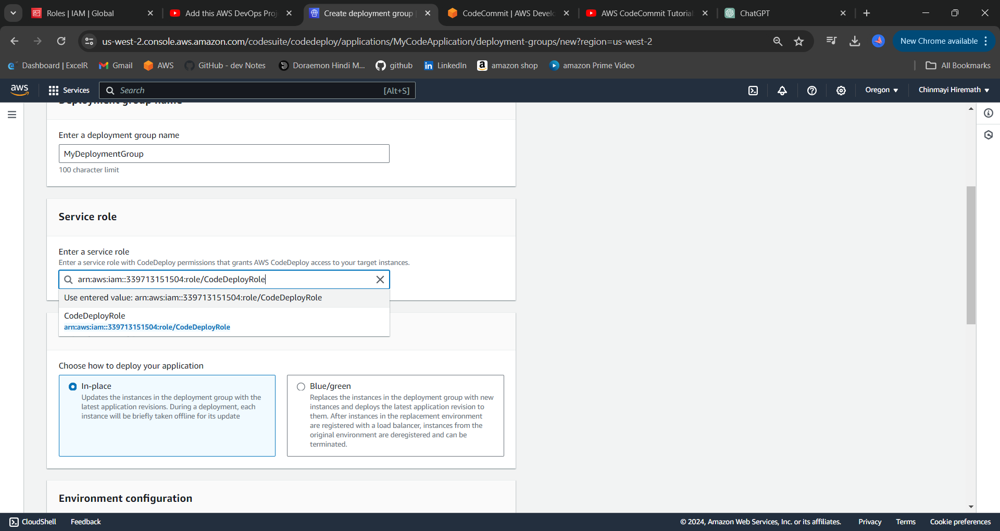 Roles | IAM | Global
Add this AWS DevOps Proj
Create deployment group
CodeCommit | AWS Develo
AWS CodeCommit Tutorial
ChatGPT
us-west-2.console.aws.amazon.com/codesuite/codedeploy/applications/MyCodeApplication/deployment-groups/new?region=us-west-2
New Chrome available
Dashboard | ExcelR
Gmail
AWS
GitHub - dev Notes
Doraemon Hindi M...
github
LinkedIn
amazon shop
amazon Prime Video
All Bookmarks
aws
Services
Search
[Alt+S]
Oregon
Chinmayi Hiremath
Deployment group name
Enter a deployment group name
MyDeploymentGroup
100 character limit
Service role
Enter a service role
Enter a service role with CodeDeploy permissions that grants AWS CodeDeploy access to your target instances.
arn:aws:iam::339713151504:role/CodeDeployRole
Use entered value: arn:aws:iam::339713151504:role/CodeDeployRole
CodeDeployRole
arn:aws:iam::339713151504:role/CodeDeployRole
Choose how to deploy your application
In-place
Updates the instances in the deployment group with the
latest application revisions. During a deployment, each
instance will be briefly taken offline for its update
Blue/green
Replaces the instances in the deployment group with new
instances and deploys the latest application revision to
them. After instances in the replacement environment
are registered with a load balancer, instances from the
original environment are deregistered and can be
terminated.
Environment configuration
CloudShell
Feedback
© 2024, Amazon Web Services, Inc. or its affiliates.
Privacy
Terms
Cookie preferences